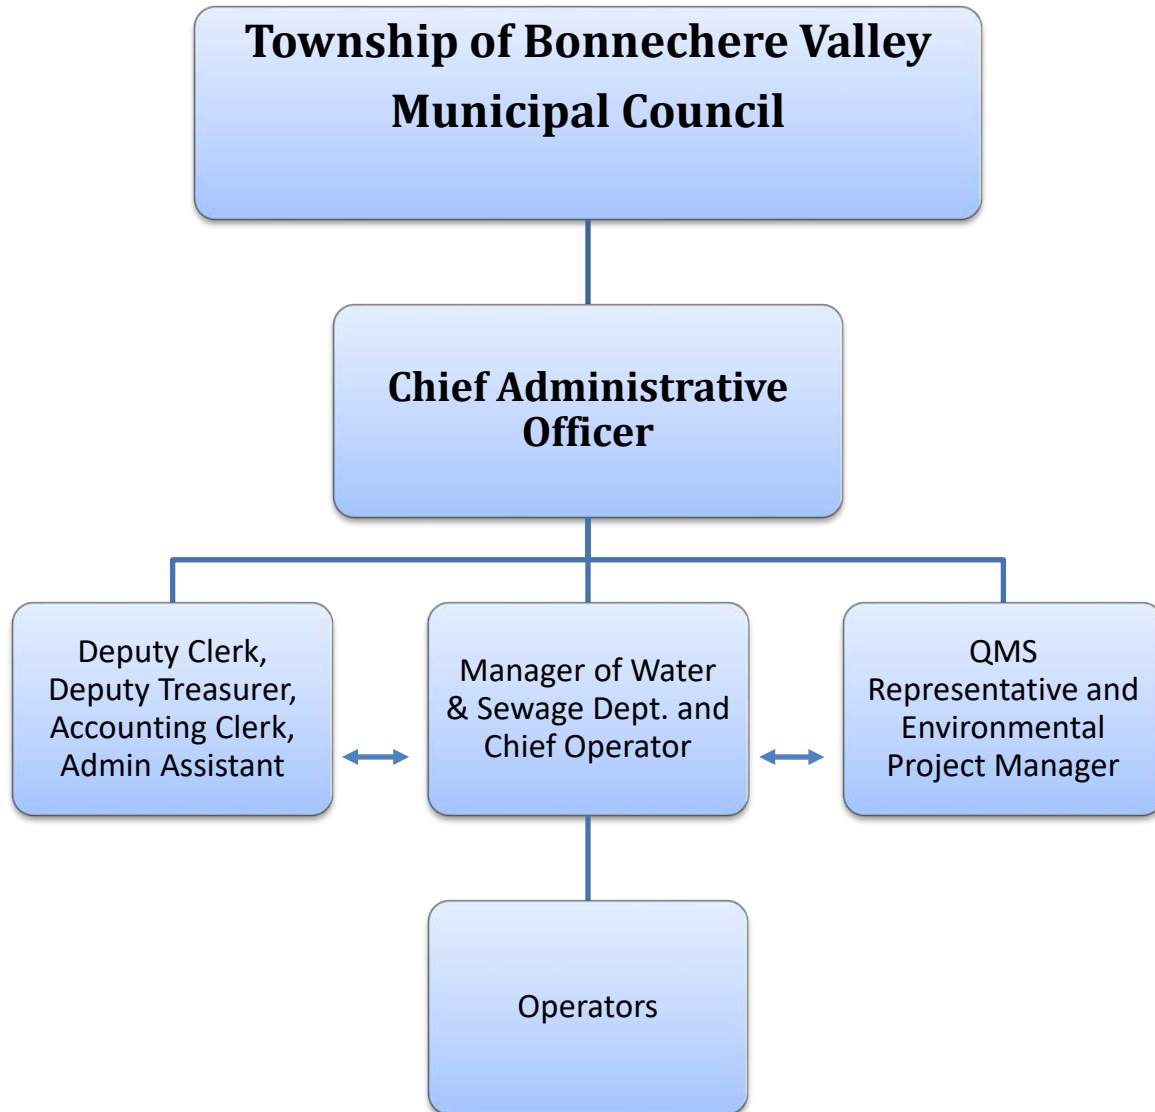 Township of Bonnechere Valley
Municipal Council
Chief Administrative
Officer
Deputy Clerk,
Deputy Treasurer,
Accounting Clerk,
Admin Assistant
Manager of Water
& Sewage Dept. and
Chief Operator
QMS
Representative and
Environmental
Project Manager
Operators